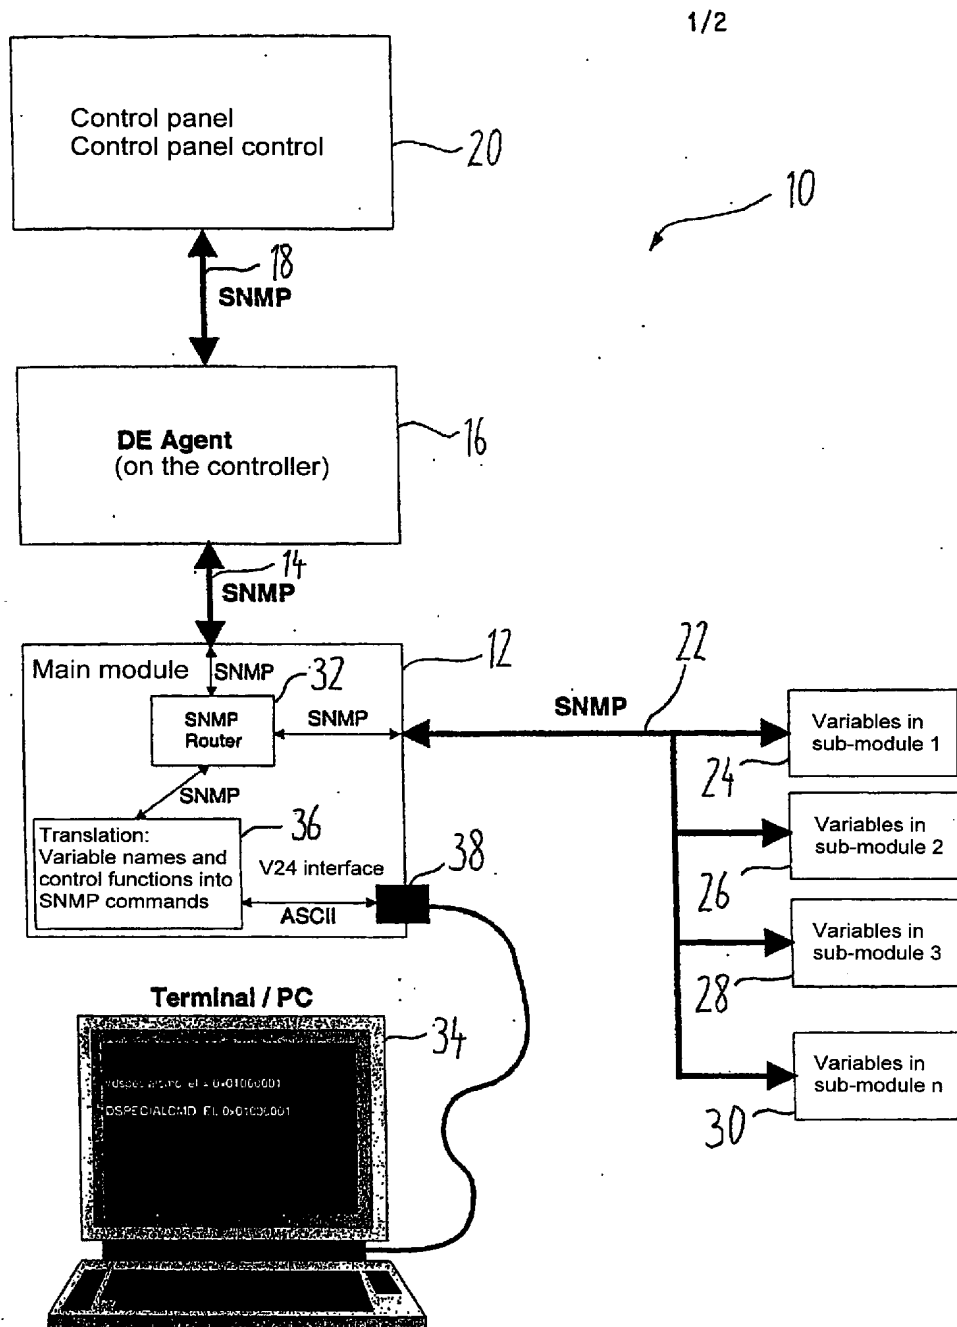 1/2
Control panel
Control panel control
20
10
18
SNMP
DE Agent
(on the controller)
16
14
SNMP
Main module
SNMP
32
12
22
SNMP
Router
SNMP
SNMP
Variables in
sub-module 1
24
SNMP
Translation:
Variable names and
control functions into
SNMP commands
36
V24 interface
38
ASCII
Variables in
sub-module 2
26
Variables in
sub-module 3
28
Variables in
sub-module n
30
Terminal / PC
34
0x01000001